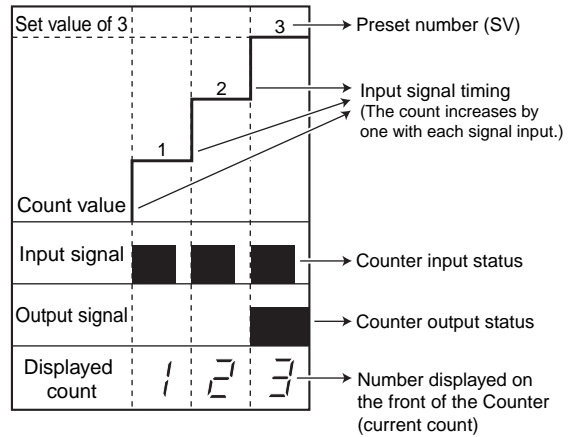 Set value of 3
3
Preset number (SV)
2
Input signal timing
(The count increases by
one with each signal input.)
1
Count value
Input signal
Counter input status
Output signal
Counter output status
Displayed
count
1 2 3
Number displayed on
the front of the Counter
(current count)